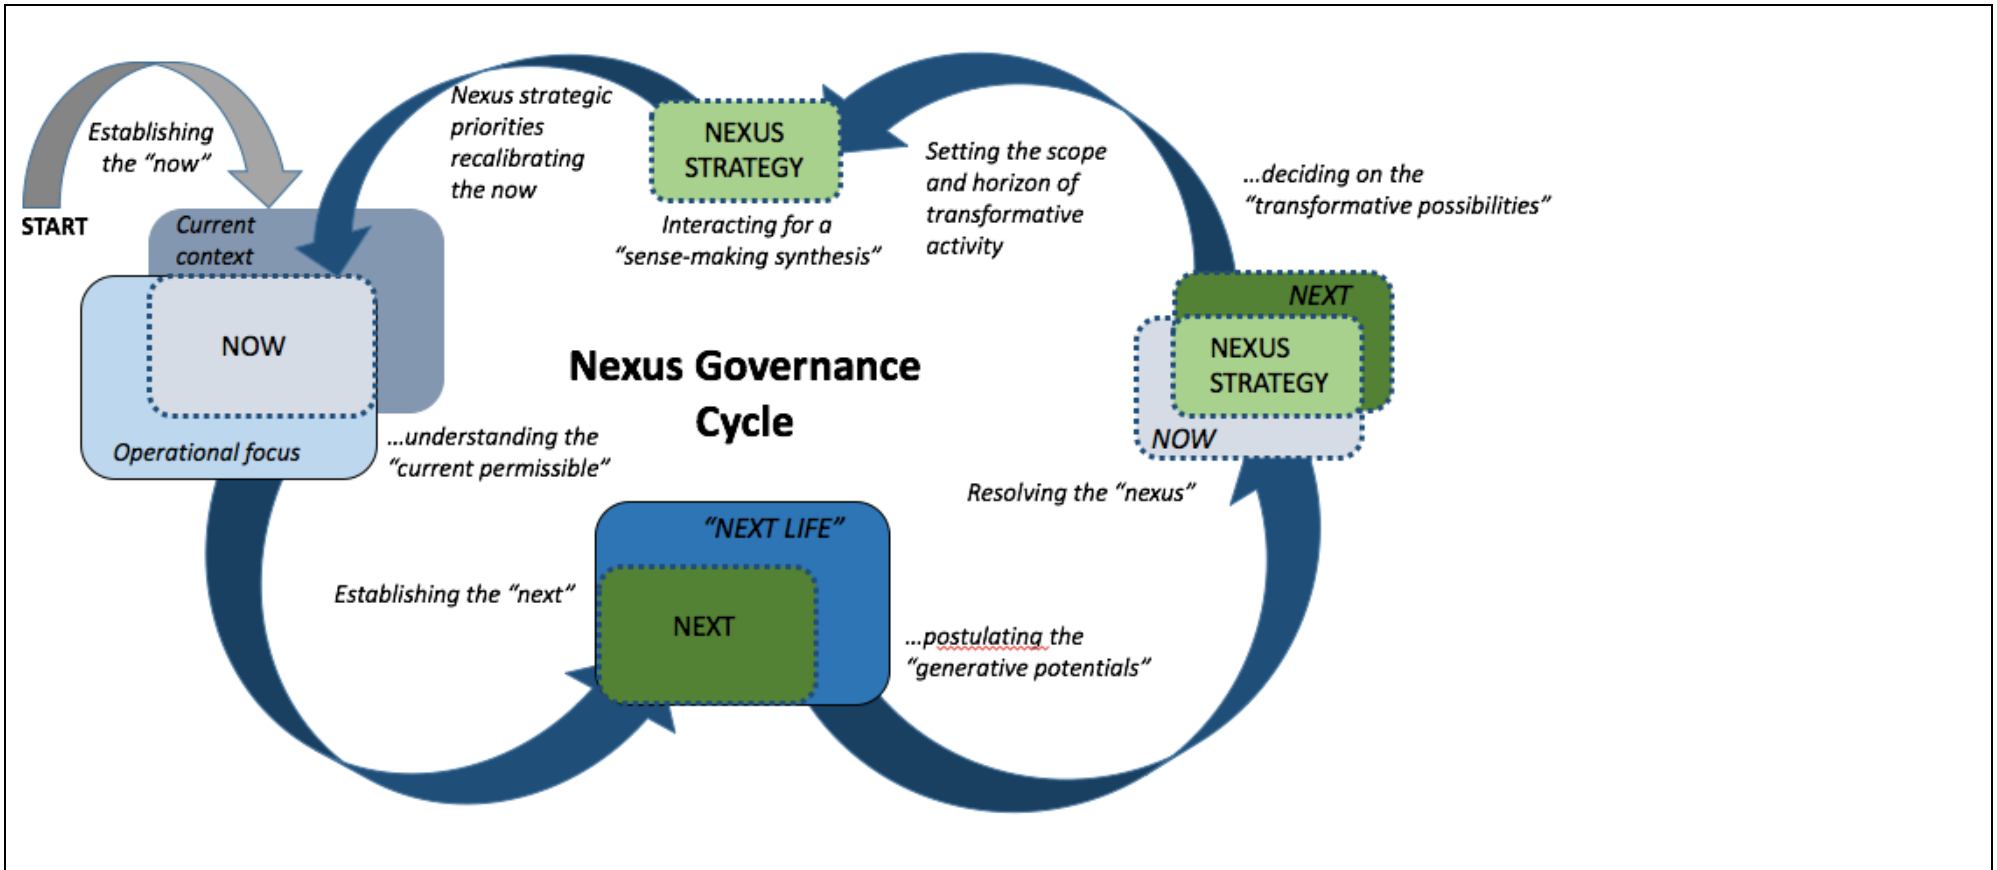 START
Establishing
the “now”
Current
context
NOW
Operational focus
…understanding the
“current permissible”
Establishing the “next”
“NEXT LIFE”
NEXT
…postulating the
“generative potentials”
Resolving the “nexus”
NEXT
NEXUS
STRATEGY
NOW
…deciding on the
“transformative possibilities”
Setting the scope
and horizon of
transformative
activity
NEXUS
STRATEGY
Interacting for a
“sense-making synthesis”
Nexus strategic
priorities
recalibrating
the now
Nexus Governance
Cycle